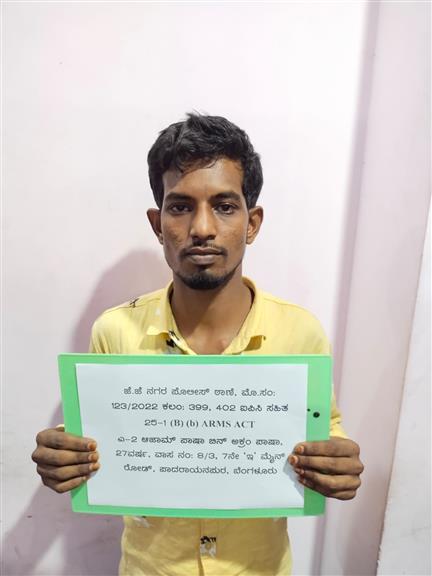 ಜೆ.ಜೆ ನಗರ ಪೊಲೀಸ್ ಠಾಣೆ, ಮೊ.ಸಂ:
123/2022 ಕಲಂ: 399, 402 ಐಪಿಸಿ ಸಹಿತ
25-1 (B) (b) ARMS ACT
ಎ-2 ಆಜಾಮ್ ಪಾಷಾ ಬಿನ್ ಅಕ್ರಂ ಪಾಷಾ,
27ವರ್ಷ, ವಾಸ ನಂ: 8/3, 7ನೇ 'ಇ' ಮೈನ್
ರೋಡ್, ಪಾದರಾಯನಪುರ, ಬೆಂಗಳೂರು